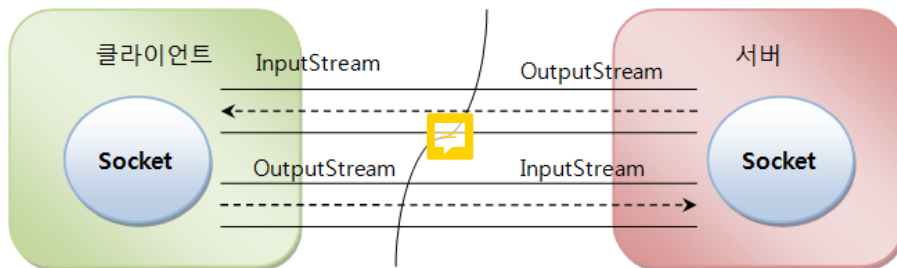 클라이언트
서버
InputStream
OutputStream
Socket
Socket
OutputStream
InputStream